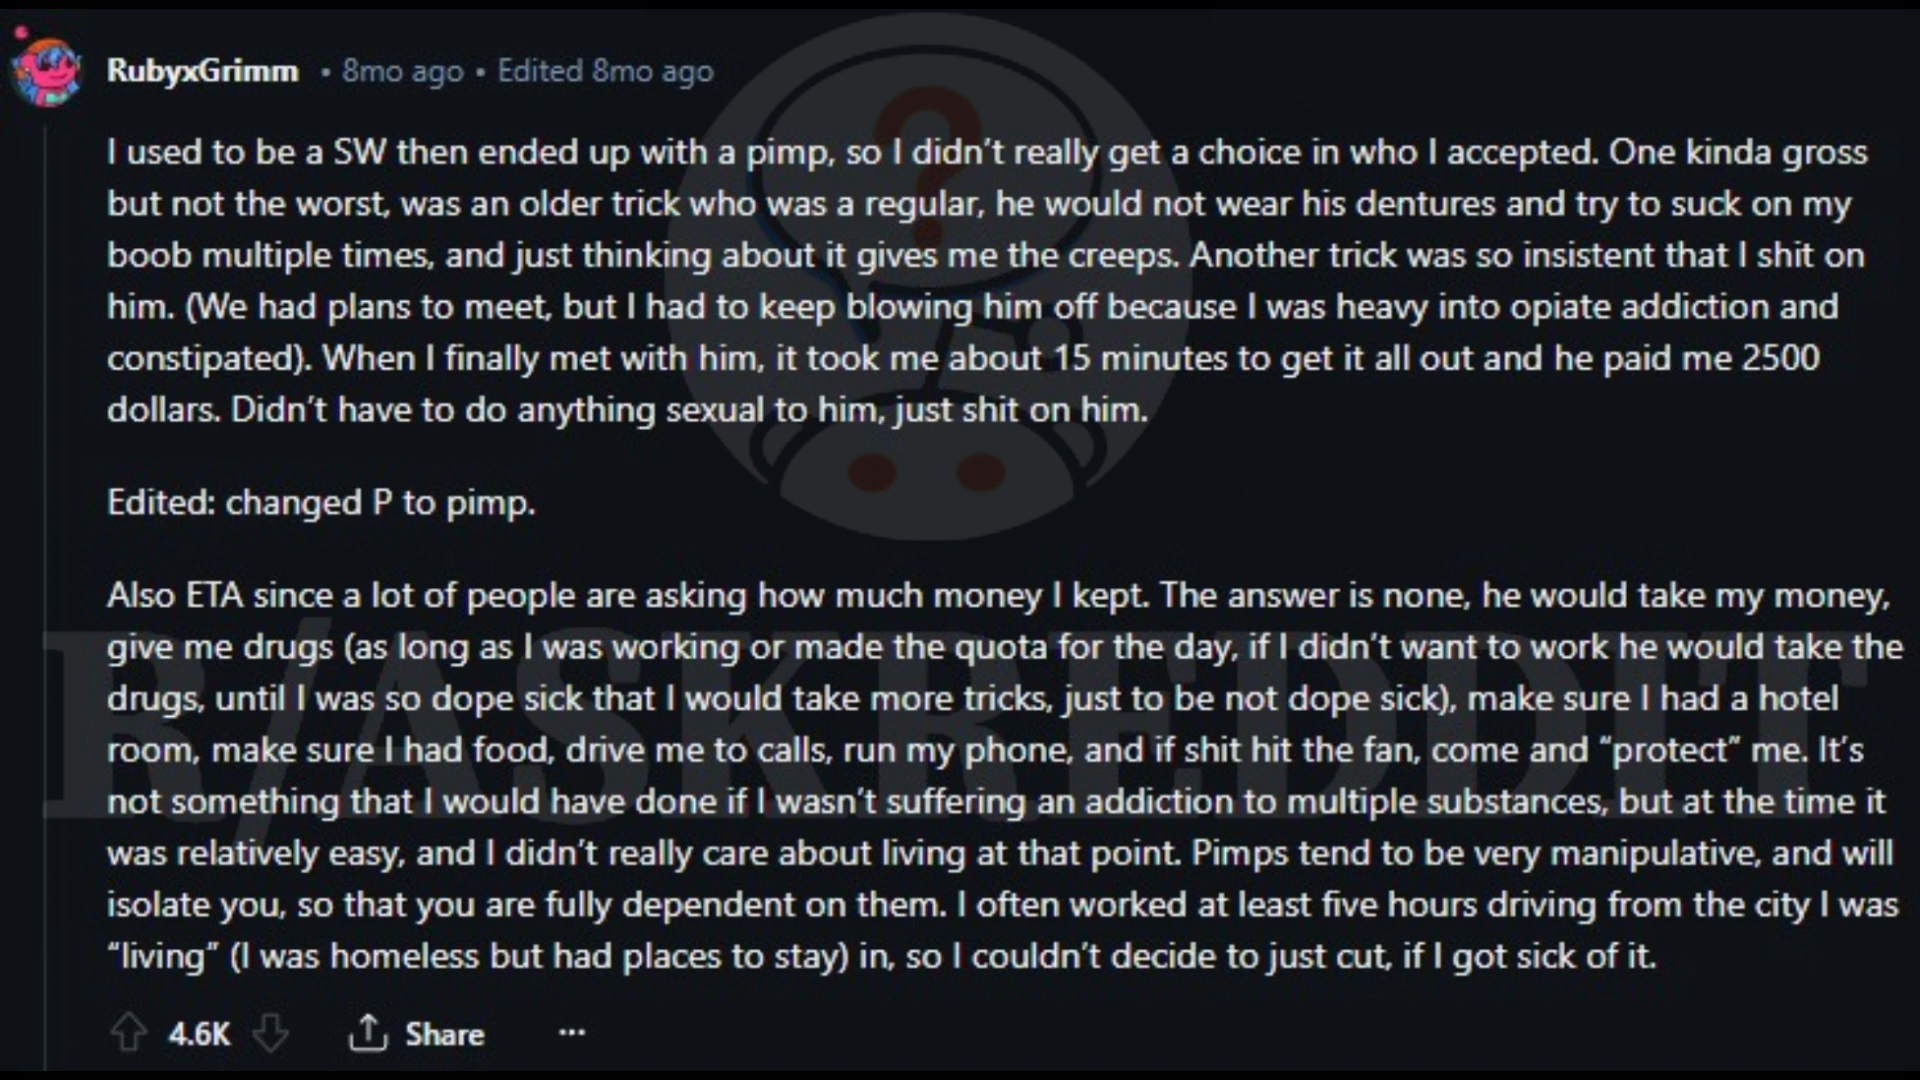 RubyxGrimm • 8mo ago • Edited 8mo ago
I used to be a SW then ended up with a pimp, so I didn't really get a choice in who I accepted. One kinda gross
but not the worst, was an older trick who was a regular, he would not wear his dentures and try to suck on my
boob multiple times, and just thinking about it gives me the creeps. Another trick was so insistent that I shit on
him. (We had plans to meet, but I had to keep blowing him off because I was heavy into opiate addiction and
constipated). When I finally met with him, it took me about 15 minutes to get it all out and he paid me 2500
dollars. Didn't have to do anything sexual to him, just shit on him.
Edited: changed P to pimp.
Also ETA since a lot of people are asking how much money I kept. The answer is none, he would take my money,
give me drugs (as long as I was working or made the quota for the day, if I didn't want to work he would take the
drugs, until I was so dope sick that I would take more tricks, just to be not dope sick), make sure I had a hotel
room, make sure I had food, drive me to calls, run my phone, and if shit hit the fan, come and “protect” me. It's
not something that I would have done if I wasn't suffering an addiction to multiple substances, but at the time it
was relatively easy, and I didn't really care about living at that point. Pimps tend to be very manipulative, and will
isolate you, so that you are fully dependent on them. I often worked at least five hours driving from the city I was
“living” (I was homeless but had places to stay) in, so I couldn't decide to just cut, if I got sick of it.
4.6K Share ···
R/ASKREDDIT